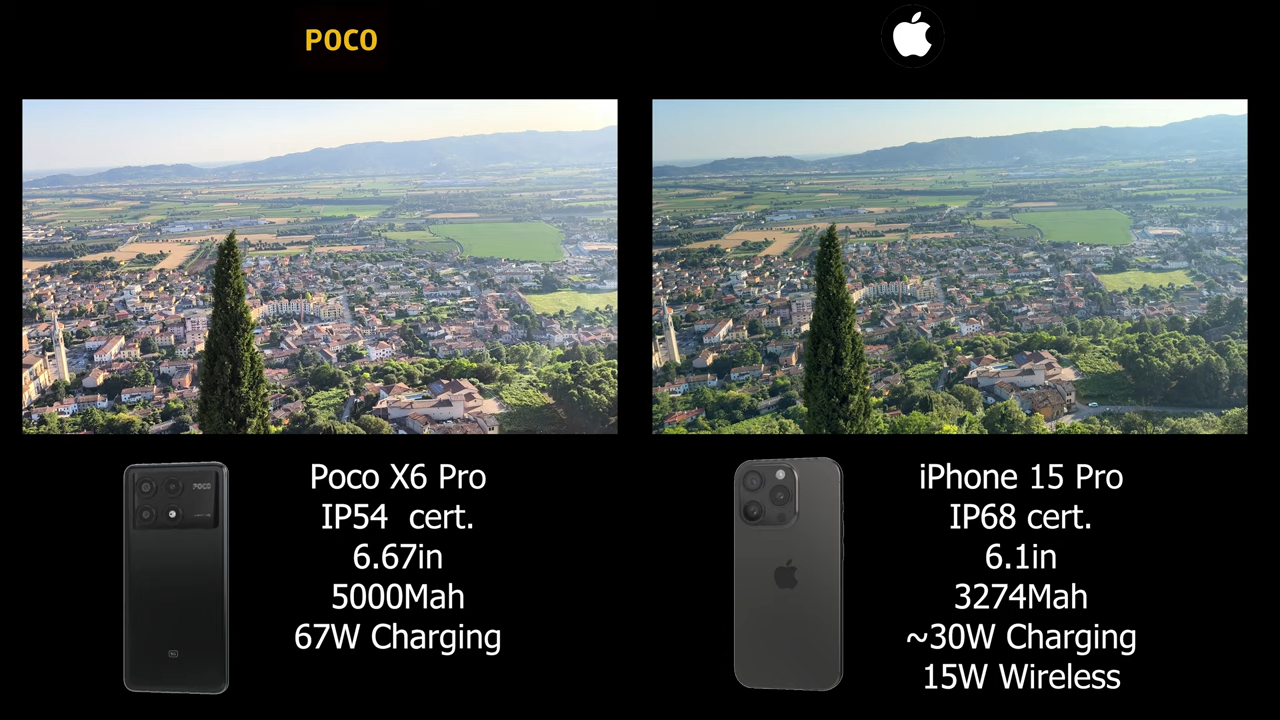 POCO
POCO
Poco X6 Pro
IP54 cert.
6.67in
5000Mah
67W Charging
iPhone 15 Pro
IP68 cert.
6.1in
3274Mah
~30W Charging
15W Wireless